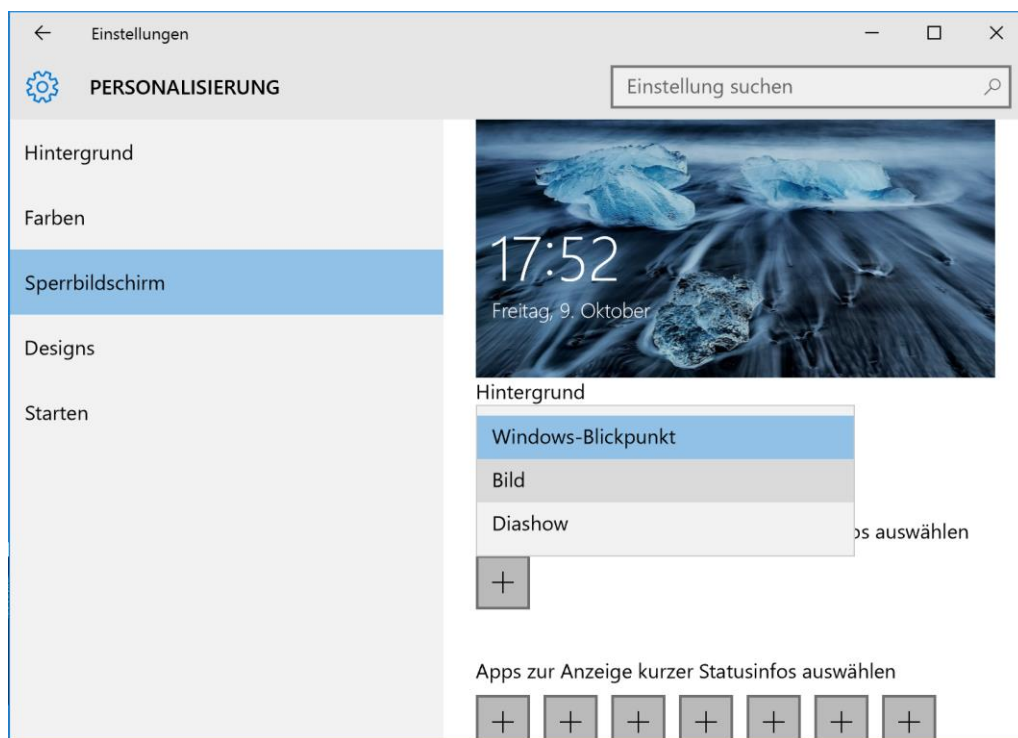 Einstellungen
PERSONALISIERUNG
Einstellung suchen
Hintergrund
Farben
Sperrbildschirm
Designs
Starten
17:52
Freitag, 9. Oktober
Hintergrund
Windows-Blickpunkt
Bild
Diashow
auswählen
Apps zur Anzeige kurzer Statusinfos auswählen